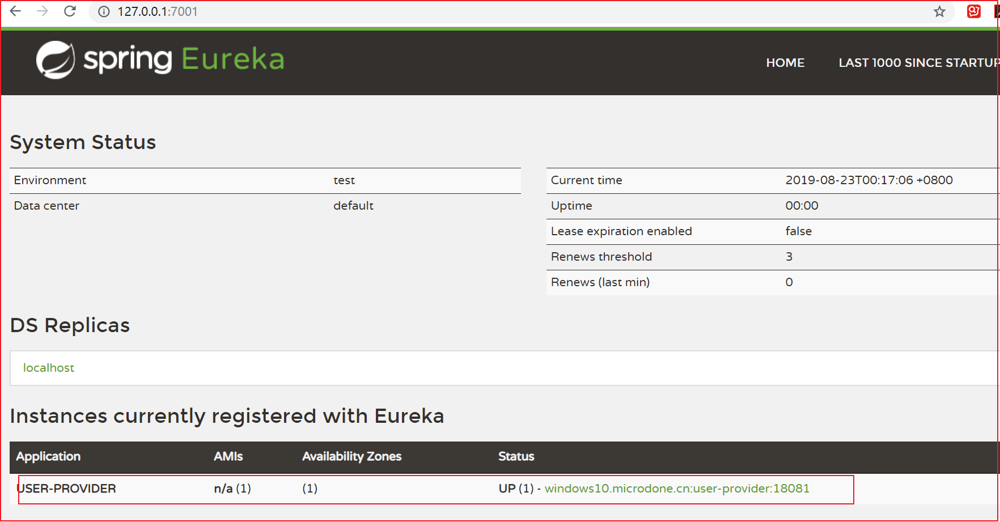 127.0.0.1:7001
spring Eureka
HOME LAST 1000 SINCE STARTUP
System Status
Environment test
Data center default
Current time 2019-08-23T00:17:06 +0800
Uptime 00:00
Lease expiration enabled false
Renews threshold 3
Renews (last min) 0
DS Replicas
localhost
Instances currently registered with Eureka
Application AMIs Availability Zones Status
USER-PROVIDER n/a (1) (1) UP (1) - windows10.microdone.cn:user-provider:18081